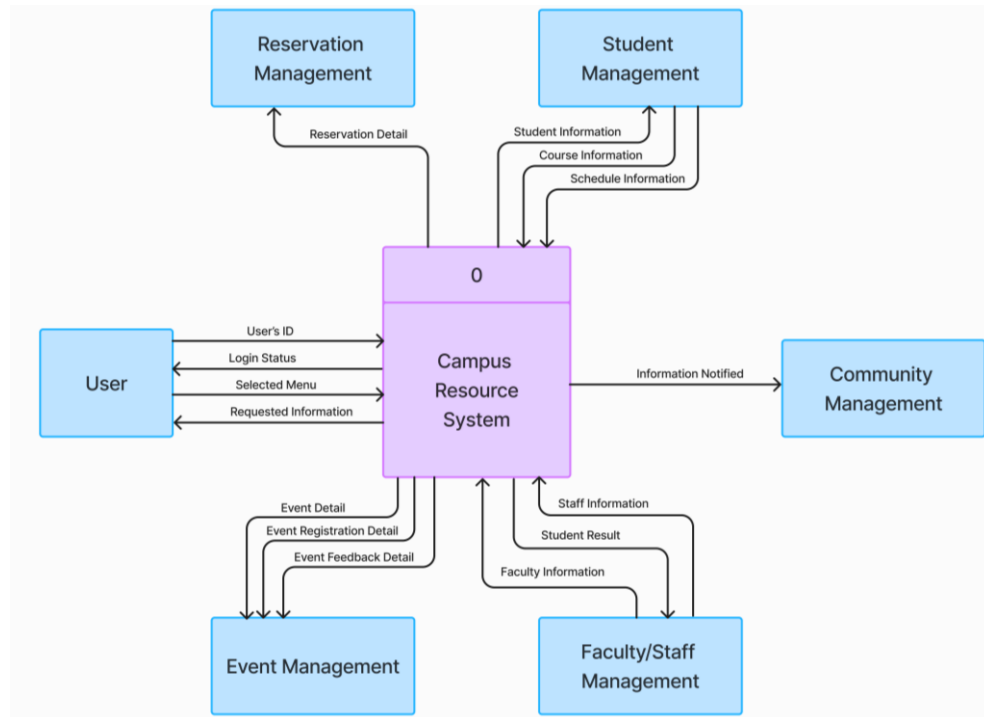 Reservation
Management
Student
Management
Reservation Detail
Student Information
Course Information
Schedule Information
0
User's ID
Login Status
Selected Menu
Requested Information
User
Campus
Resource
System
Information Notified
Community
Management
Event Detail
Event Registration Detail
Event Feedback Detail
Staff Information
Student Result
Faculty Information
Event Management
Faculty/Staff
Management